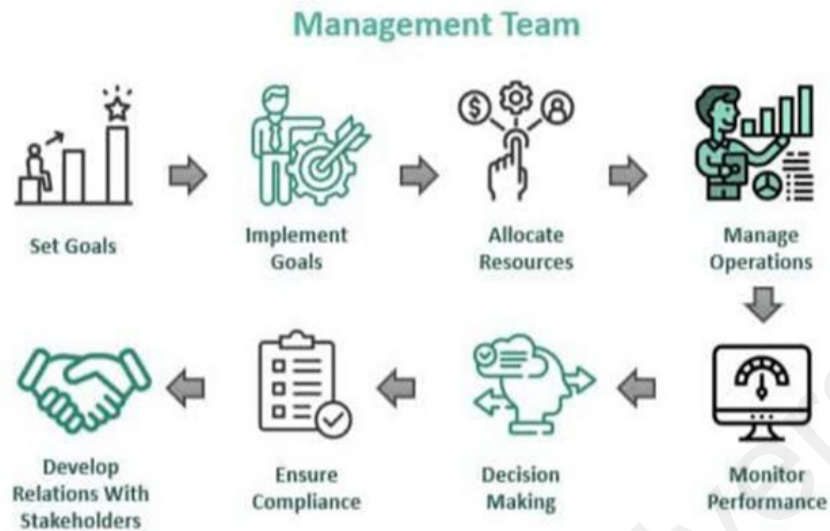 Management Team
Set Goals
Implement
Goals
Allocate
Resources
Manage
Operations
Monitor
Performance
Decision
Making
Ensure
Compliance
Develop
Relations With
Stakeholders